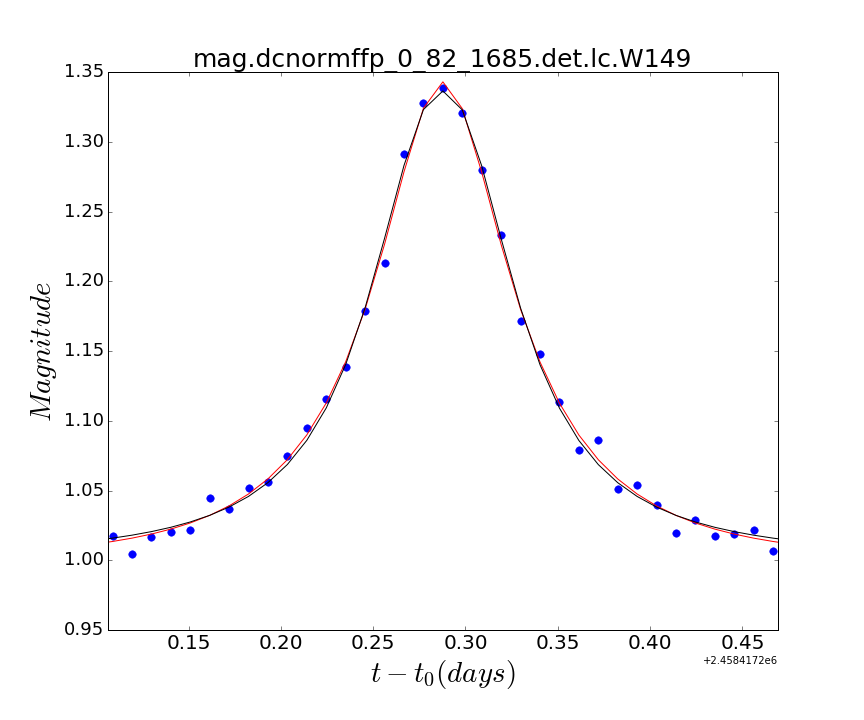 mag.dcnormffp_0_82_1685.det.lc.W149
1.35
1.30
1.25
1.20
1.15
1.10
1.05
1.00
0.95
Magnitude
0.15 0.20 0.25 0.30 0.35 0.40 0.45
+2.4584172e6
t − t₀(days)